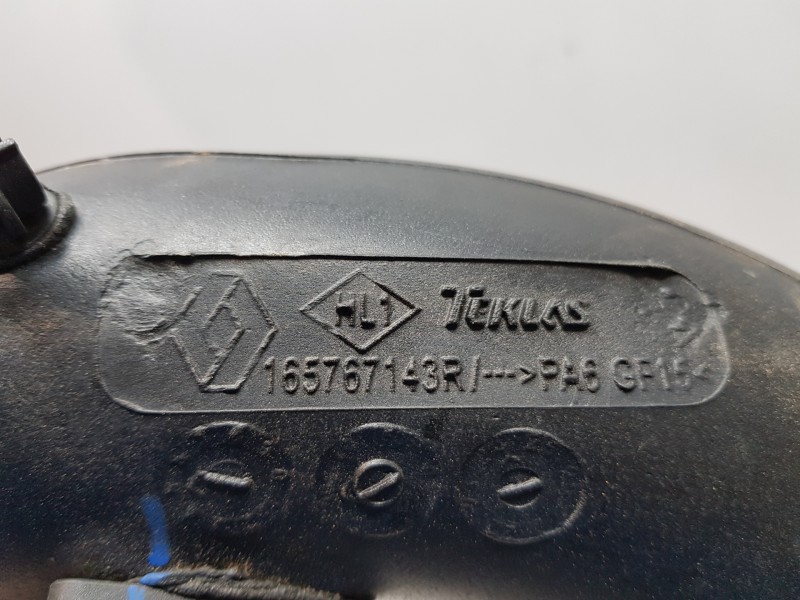 HL1 TEKLAS
165767143R/--->PA6 GF15<